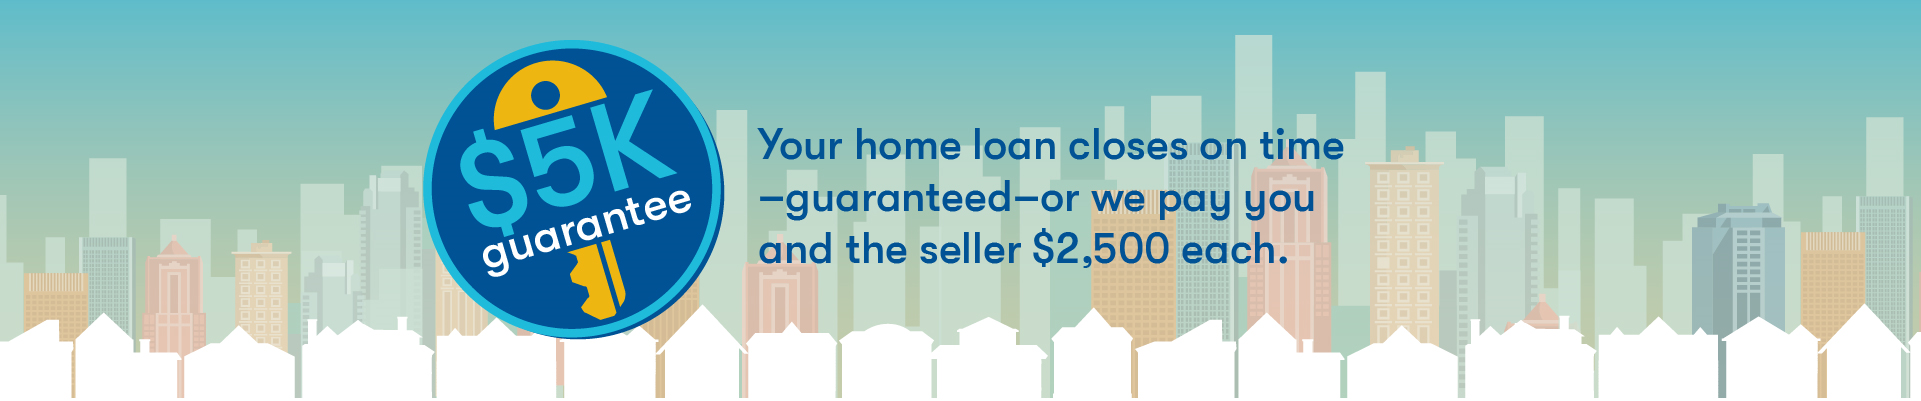 $5K
guarantee
Your home loan closes on time
—guaranteed—or we pay you
and the seller $2,500 each.